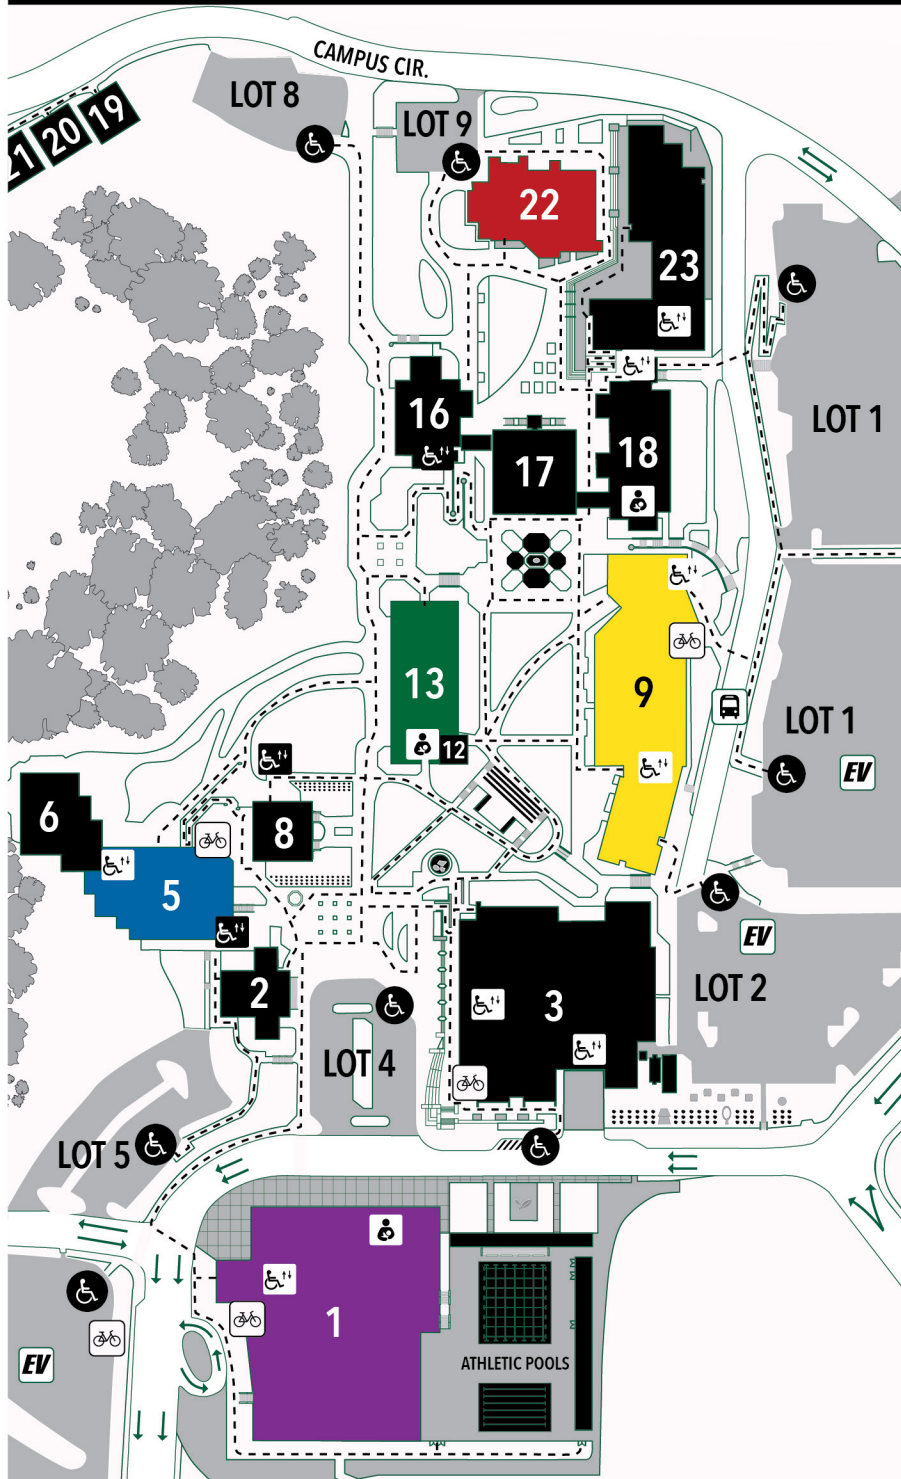 CAMPUS CIR.
LOT 8
LOT 9
19
20
21
22
23
LOT 1
16
17
18
13
12
9
LOT 1
EV
6
8
5
EV
2
3
LOT 2
LOT 4
LOT 5
1
EV
ATHLETIC POOLS